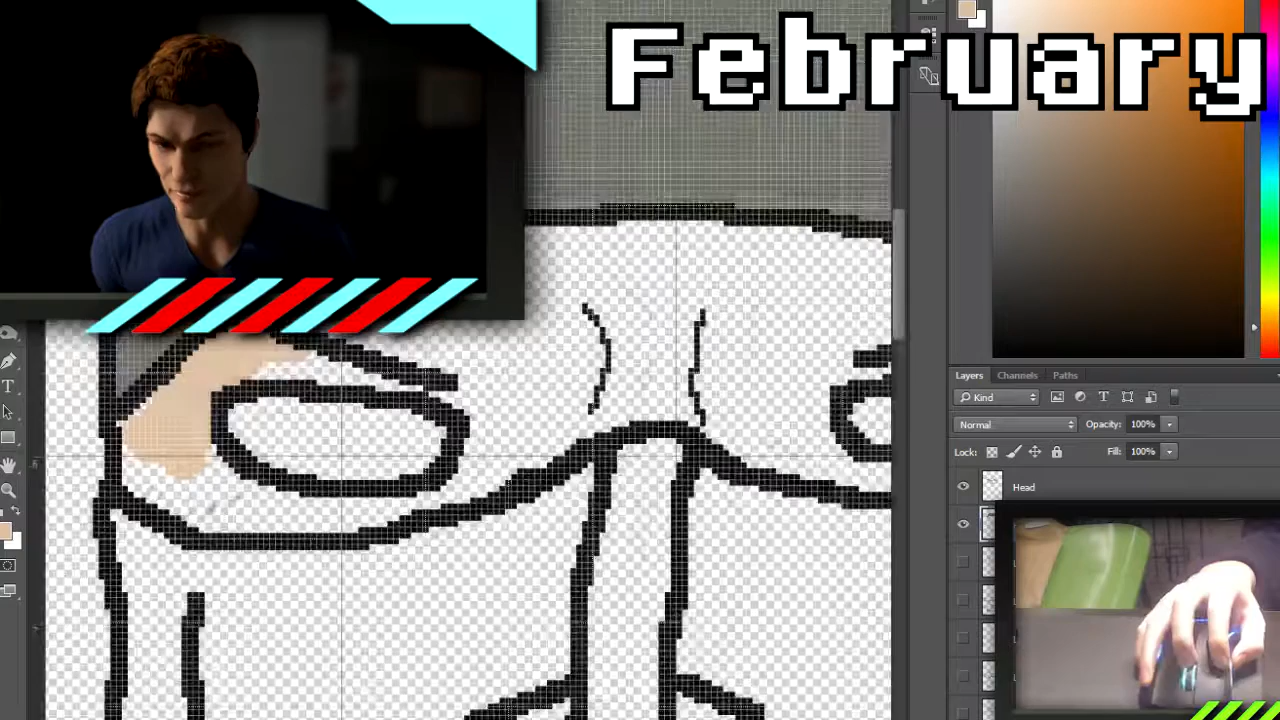 February
Layers Channels Paths
Kind
Normal Opacity: 100%
Lock: Fill: 100%
Head